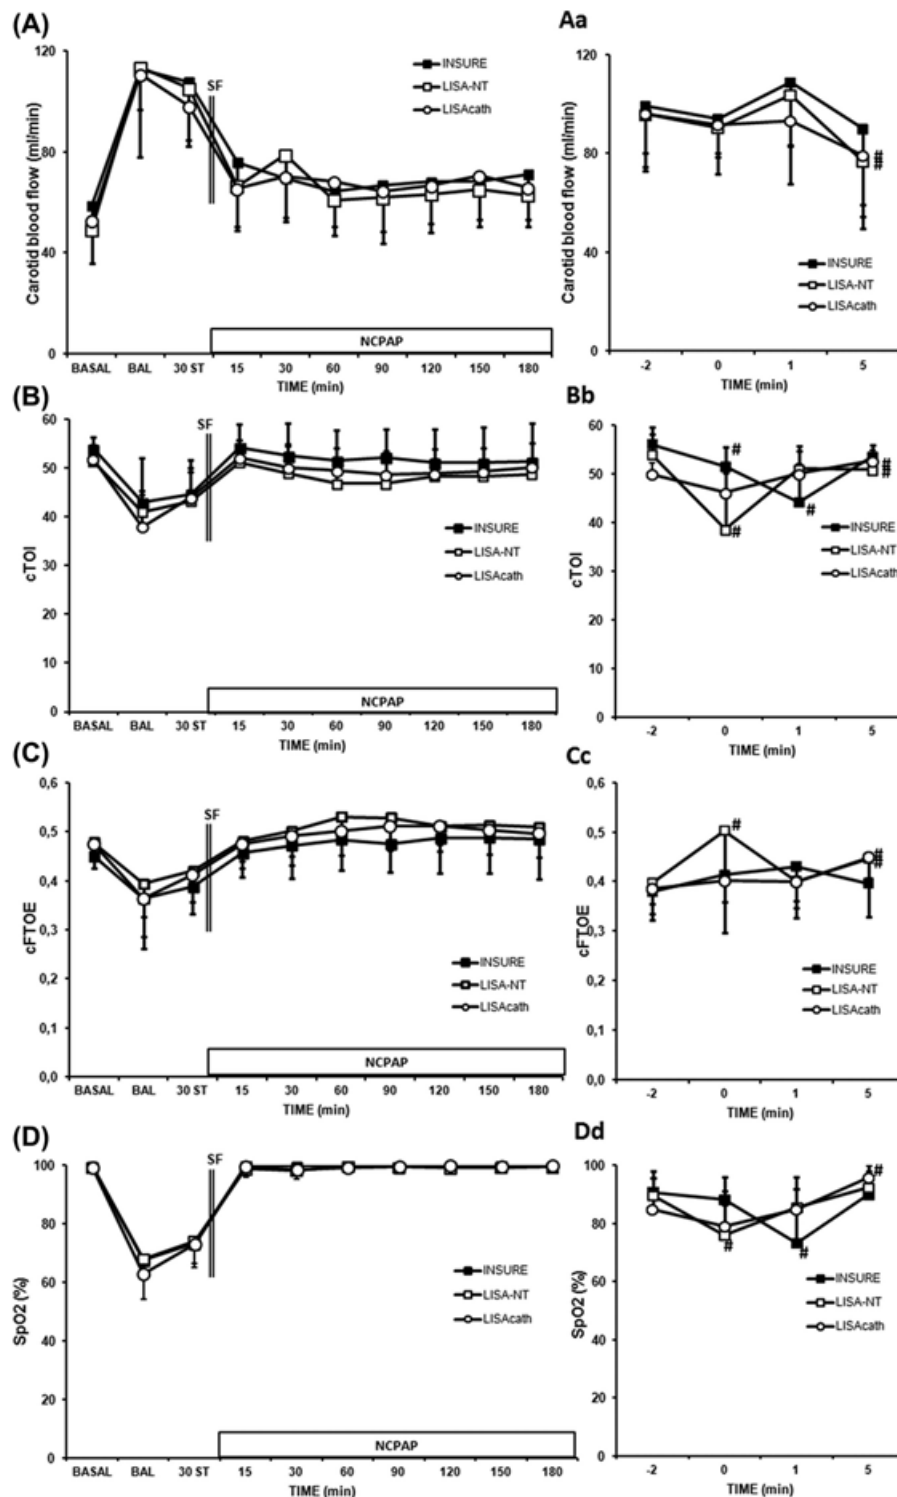 (A)
Carotid blood flow (ml/min)
120
80
40
0
SF
INSURE
LISA-NT
LISAcath
NCPAP
BASAL BAL 30 ST 15 30 60 90 120 150 180
TIME (min)
Aa
Carotid blood flow (ml/min)
120
80
40
0
#
#
#
INSURE
LISA-NT
LISAcath
-2 0 1 5
TIME (min)
(B)
cTOI
60
50
40
30
20
10
0
SF
INSURE
LISA-NT
LISAcath
NCPAP
BASAL BAL 30 ST 15 30 60 90 120 150 180
TIME (min)
Bb
cTOI
60
50
40
30
20
10
0
#
#
#
#
#
#
INSURE
LISA-NT
LISAcath
-2 0 1 5
TIME (min)
(C)
cFTOE
0,6
0,5
0,4
0,3
0,2
0,1
0,0
SF
INSURE
LISA-NT
LISAcath
NCPAP
BASAL BAL 30 ST 15 30 60 90 120 150 180
TIME (min)
Cc
cFTOE
0,6
0,5
0,4
0,3
0,2
0,1
0,0
#
#
#
INSURE
LISA-NT
LISAcath
-2 0 1 5
TIME (min)
(D)
SpO2 (%)
100
80
60
40
20
0
SF
INSURE
LISA-NT
LISAcath
NCPAP
BASAL BAL 30 ST 15 30 60 90 120 150 180
TIME (min)
Dd
SpO2 (%)
100
80
60
40
20
0
#
#
#
INSURE
LISA-NT
LISAcath
-2 0 1 5
TIME (min)